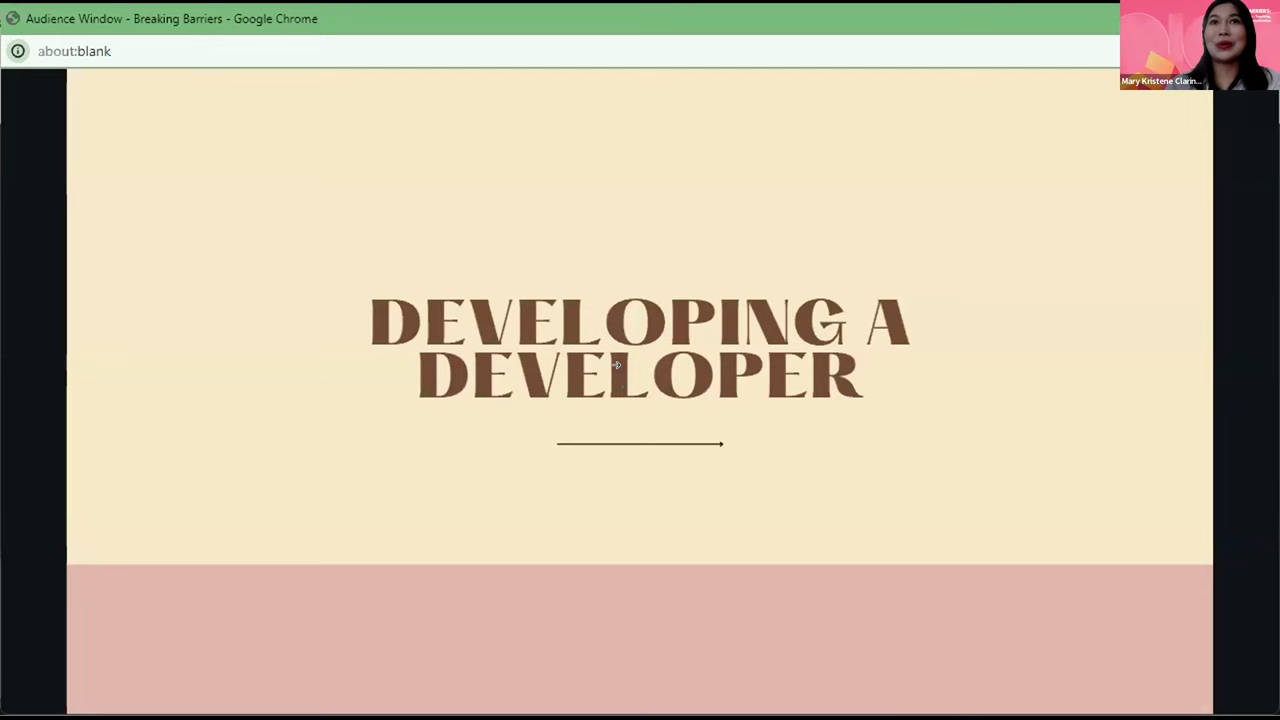 Audience Window - Breaking Barriers - Google Chrome
about:blank
Mary Kristene Clarin...
DEVELOPING A
DEVELOPER